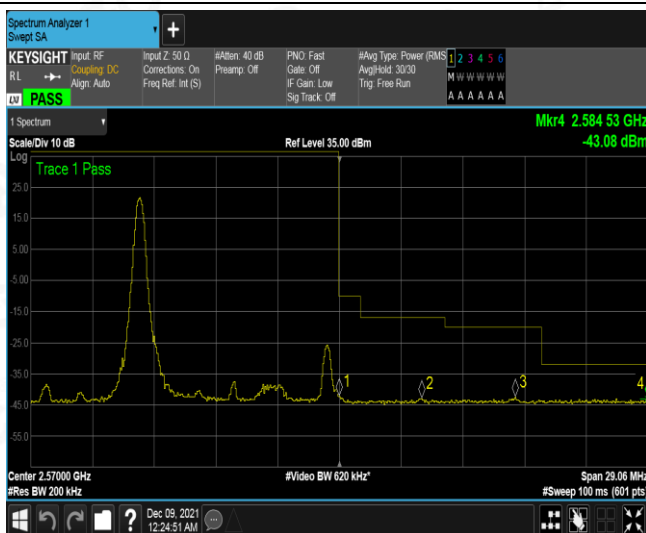 Spectrum Analyzer 1
Swept SA
+
KEYSIGHT Input: RF Input Z: 50 Ω #Atten: 40 dB PNO: Fast #Avg Type: Power (RMS 1 2 3 4 5 6
RL Coupling: DC Corrections: On Preamp: Off Gate: Off Avg|Hold: 30/30 M W W W W W
Align: Auto Freq Ref: Int (S) IF Gain: Low Trig: Free Run
Sig Track: Off A A A A A A
LXI PASS
1 Spectrum Mkr4 2.584 53 GHz
Scale/Div 10 dB Ref Level 35.00 dBm -43.08 dBm
Log
Trace 1 Pass
25.0
15.0
5.00
-5.00
-15.0
-25.0
-35.0
1 2 3 4
-45.0
-55.0
Center 2.57000 GHz #Video BW 620 kHz* Span 29.06 MHz
#Res BW 200 kHz #Sweep 100 ms (601 pts
? Dec 09, 2021
12:24:51 AM